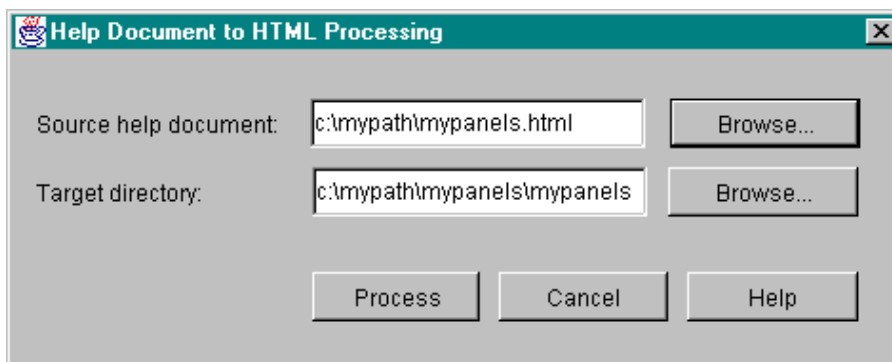 Help Document to HTML Processing
Source help document: c:\mypath\mypanels.html Browse...
Target directory: c:\mypath\mypanels\mypanels Browse...
Process Cancel Help